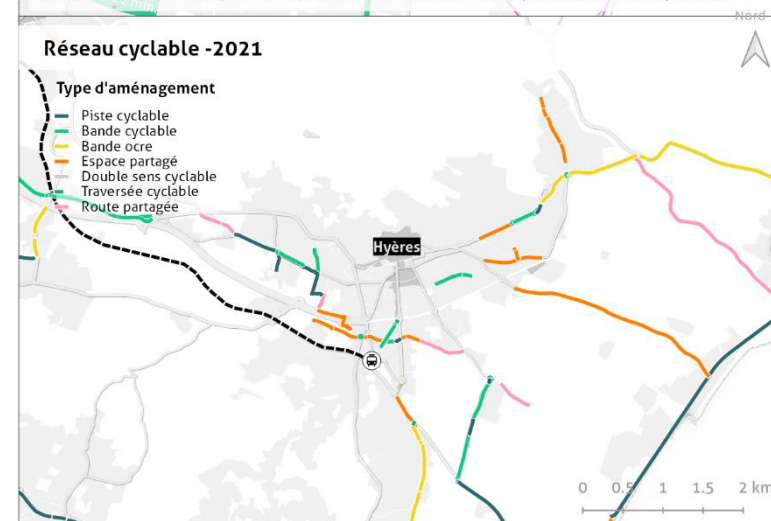 Nord
Réseau cyclable -2021
Type d'aménagement
Piste cyclable
Bande cyclable
Bande ocre
Espace partagé
Double sens cyclable
Traversée cyclable
Route partagée
Hyères
0 0.5 1 1.5 2 km